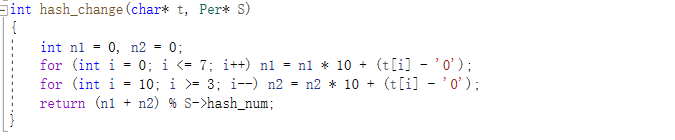 int hash_change(char* t, Per* S)
{
int n1 = 0, n2 = 0;
for (int i = 0; i <= 7; i++) n1 = n1 * 10 + (t[i] - '0');
for (int i = 10; i >= 3; i--) n2 = n2 * 10 + (t[i] - '0');
return (n1 + n2) % S->hash_num;
}